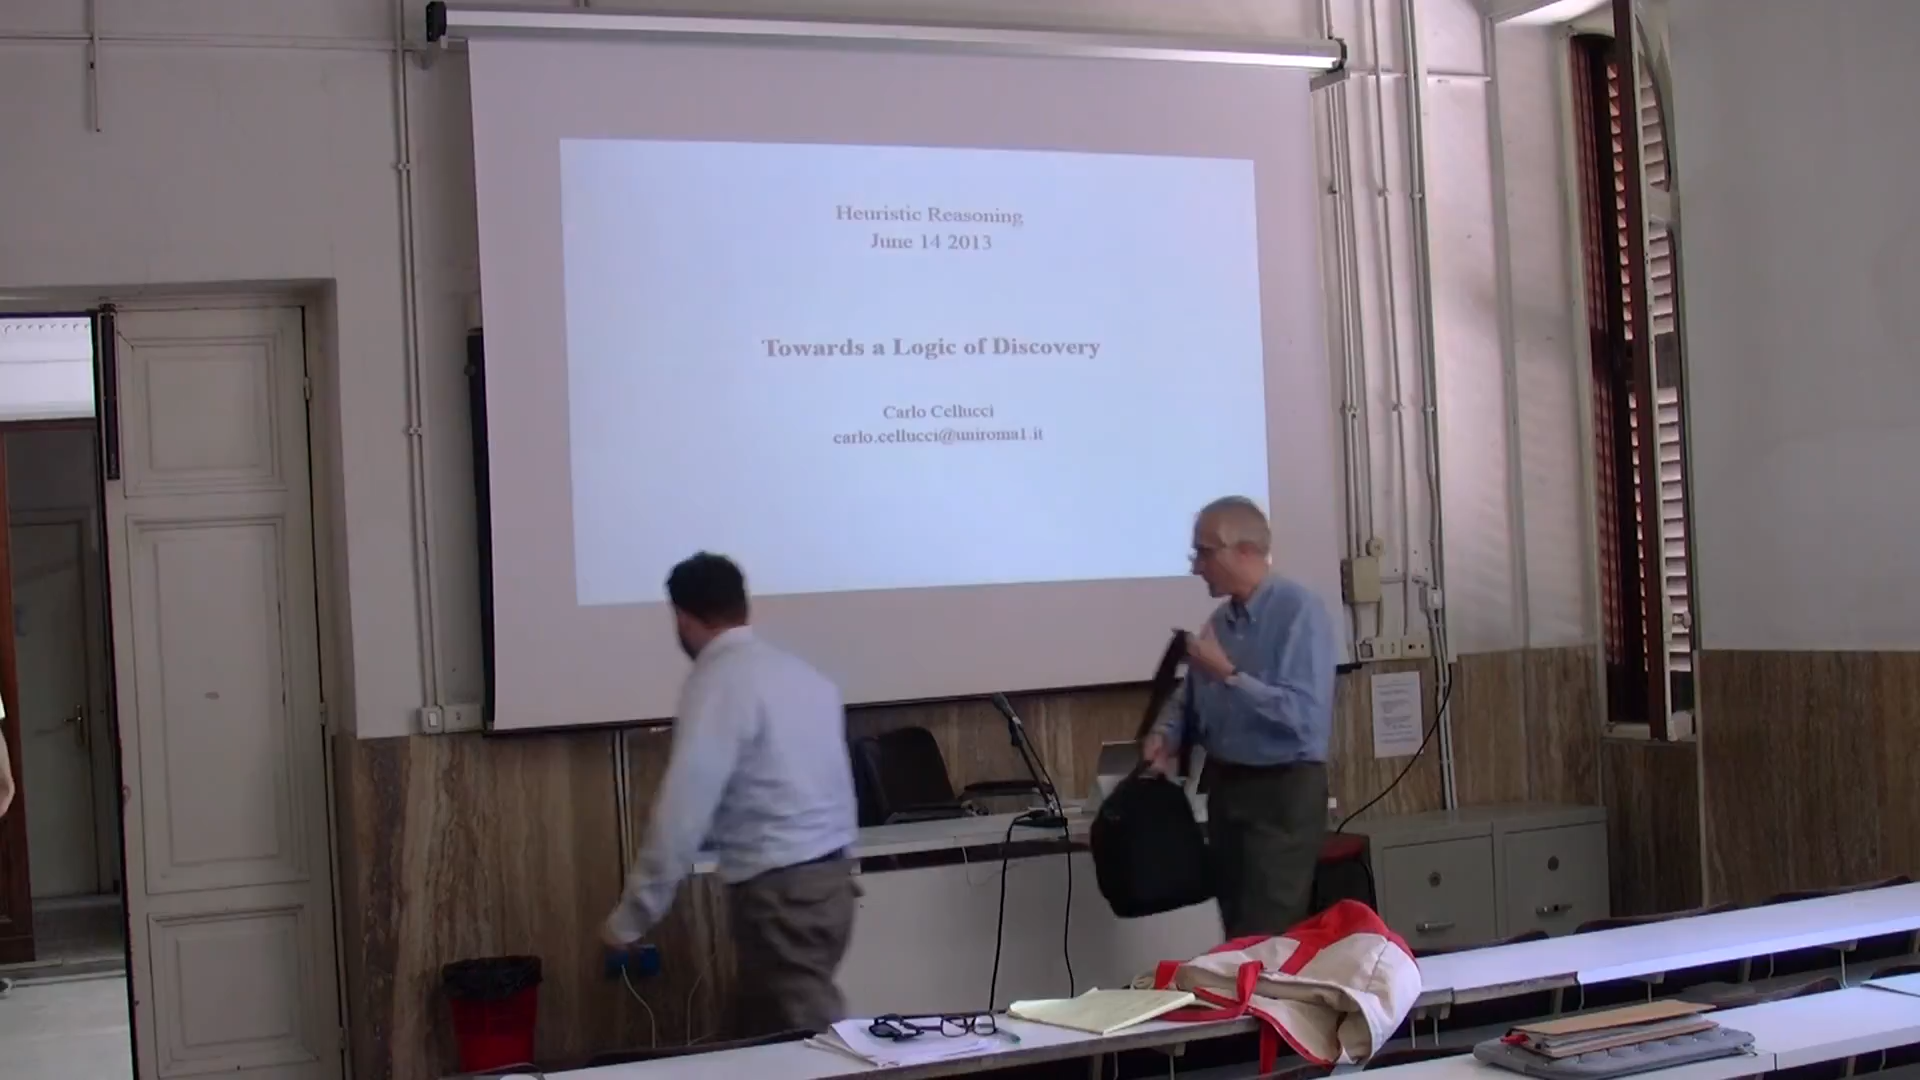 Heuristic Reasoning
June 14 2013
Towards a Logic of Discovery
Carlo Cellucci
carlo.cellucci@uniroma1.it